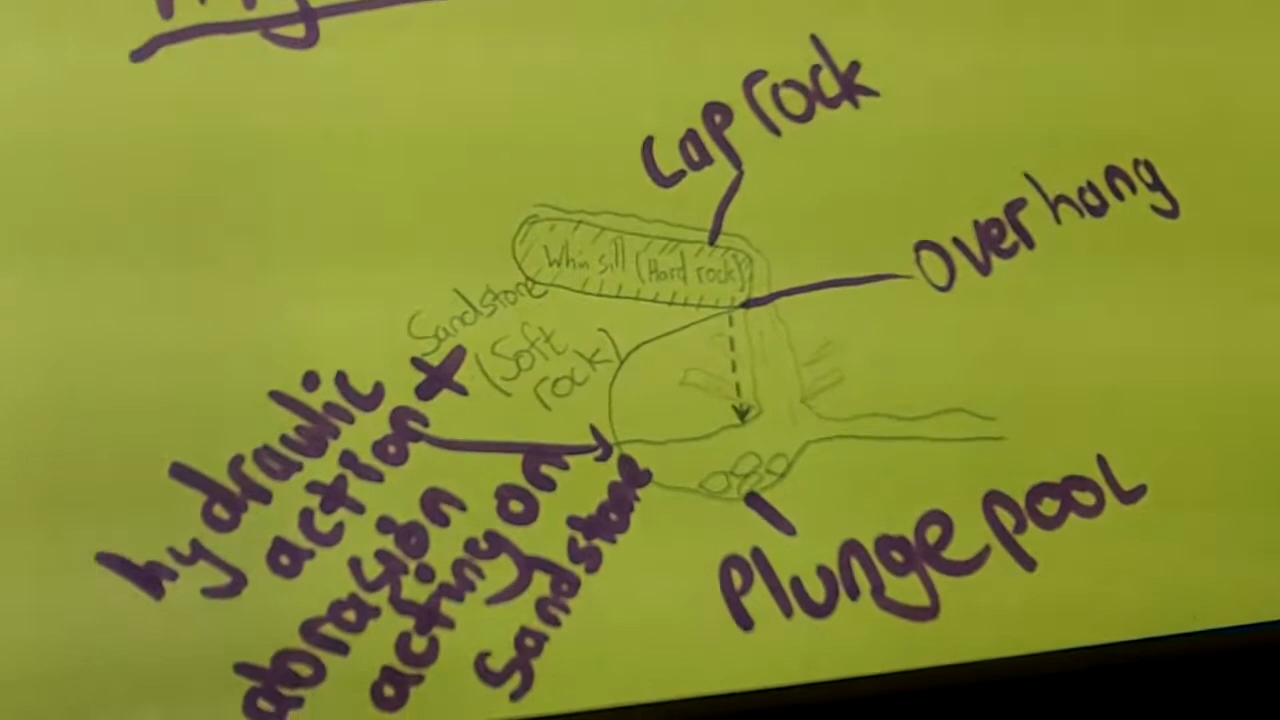 Cap rock
Overhang
Whin sill (Hard rock)
Sandstone
(Soft
rock)
hydraulic
action +
abrasion
acting on
Sandstone
Plunge pool